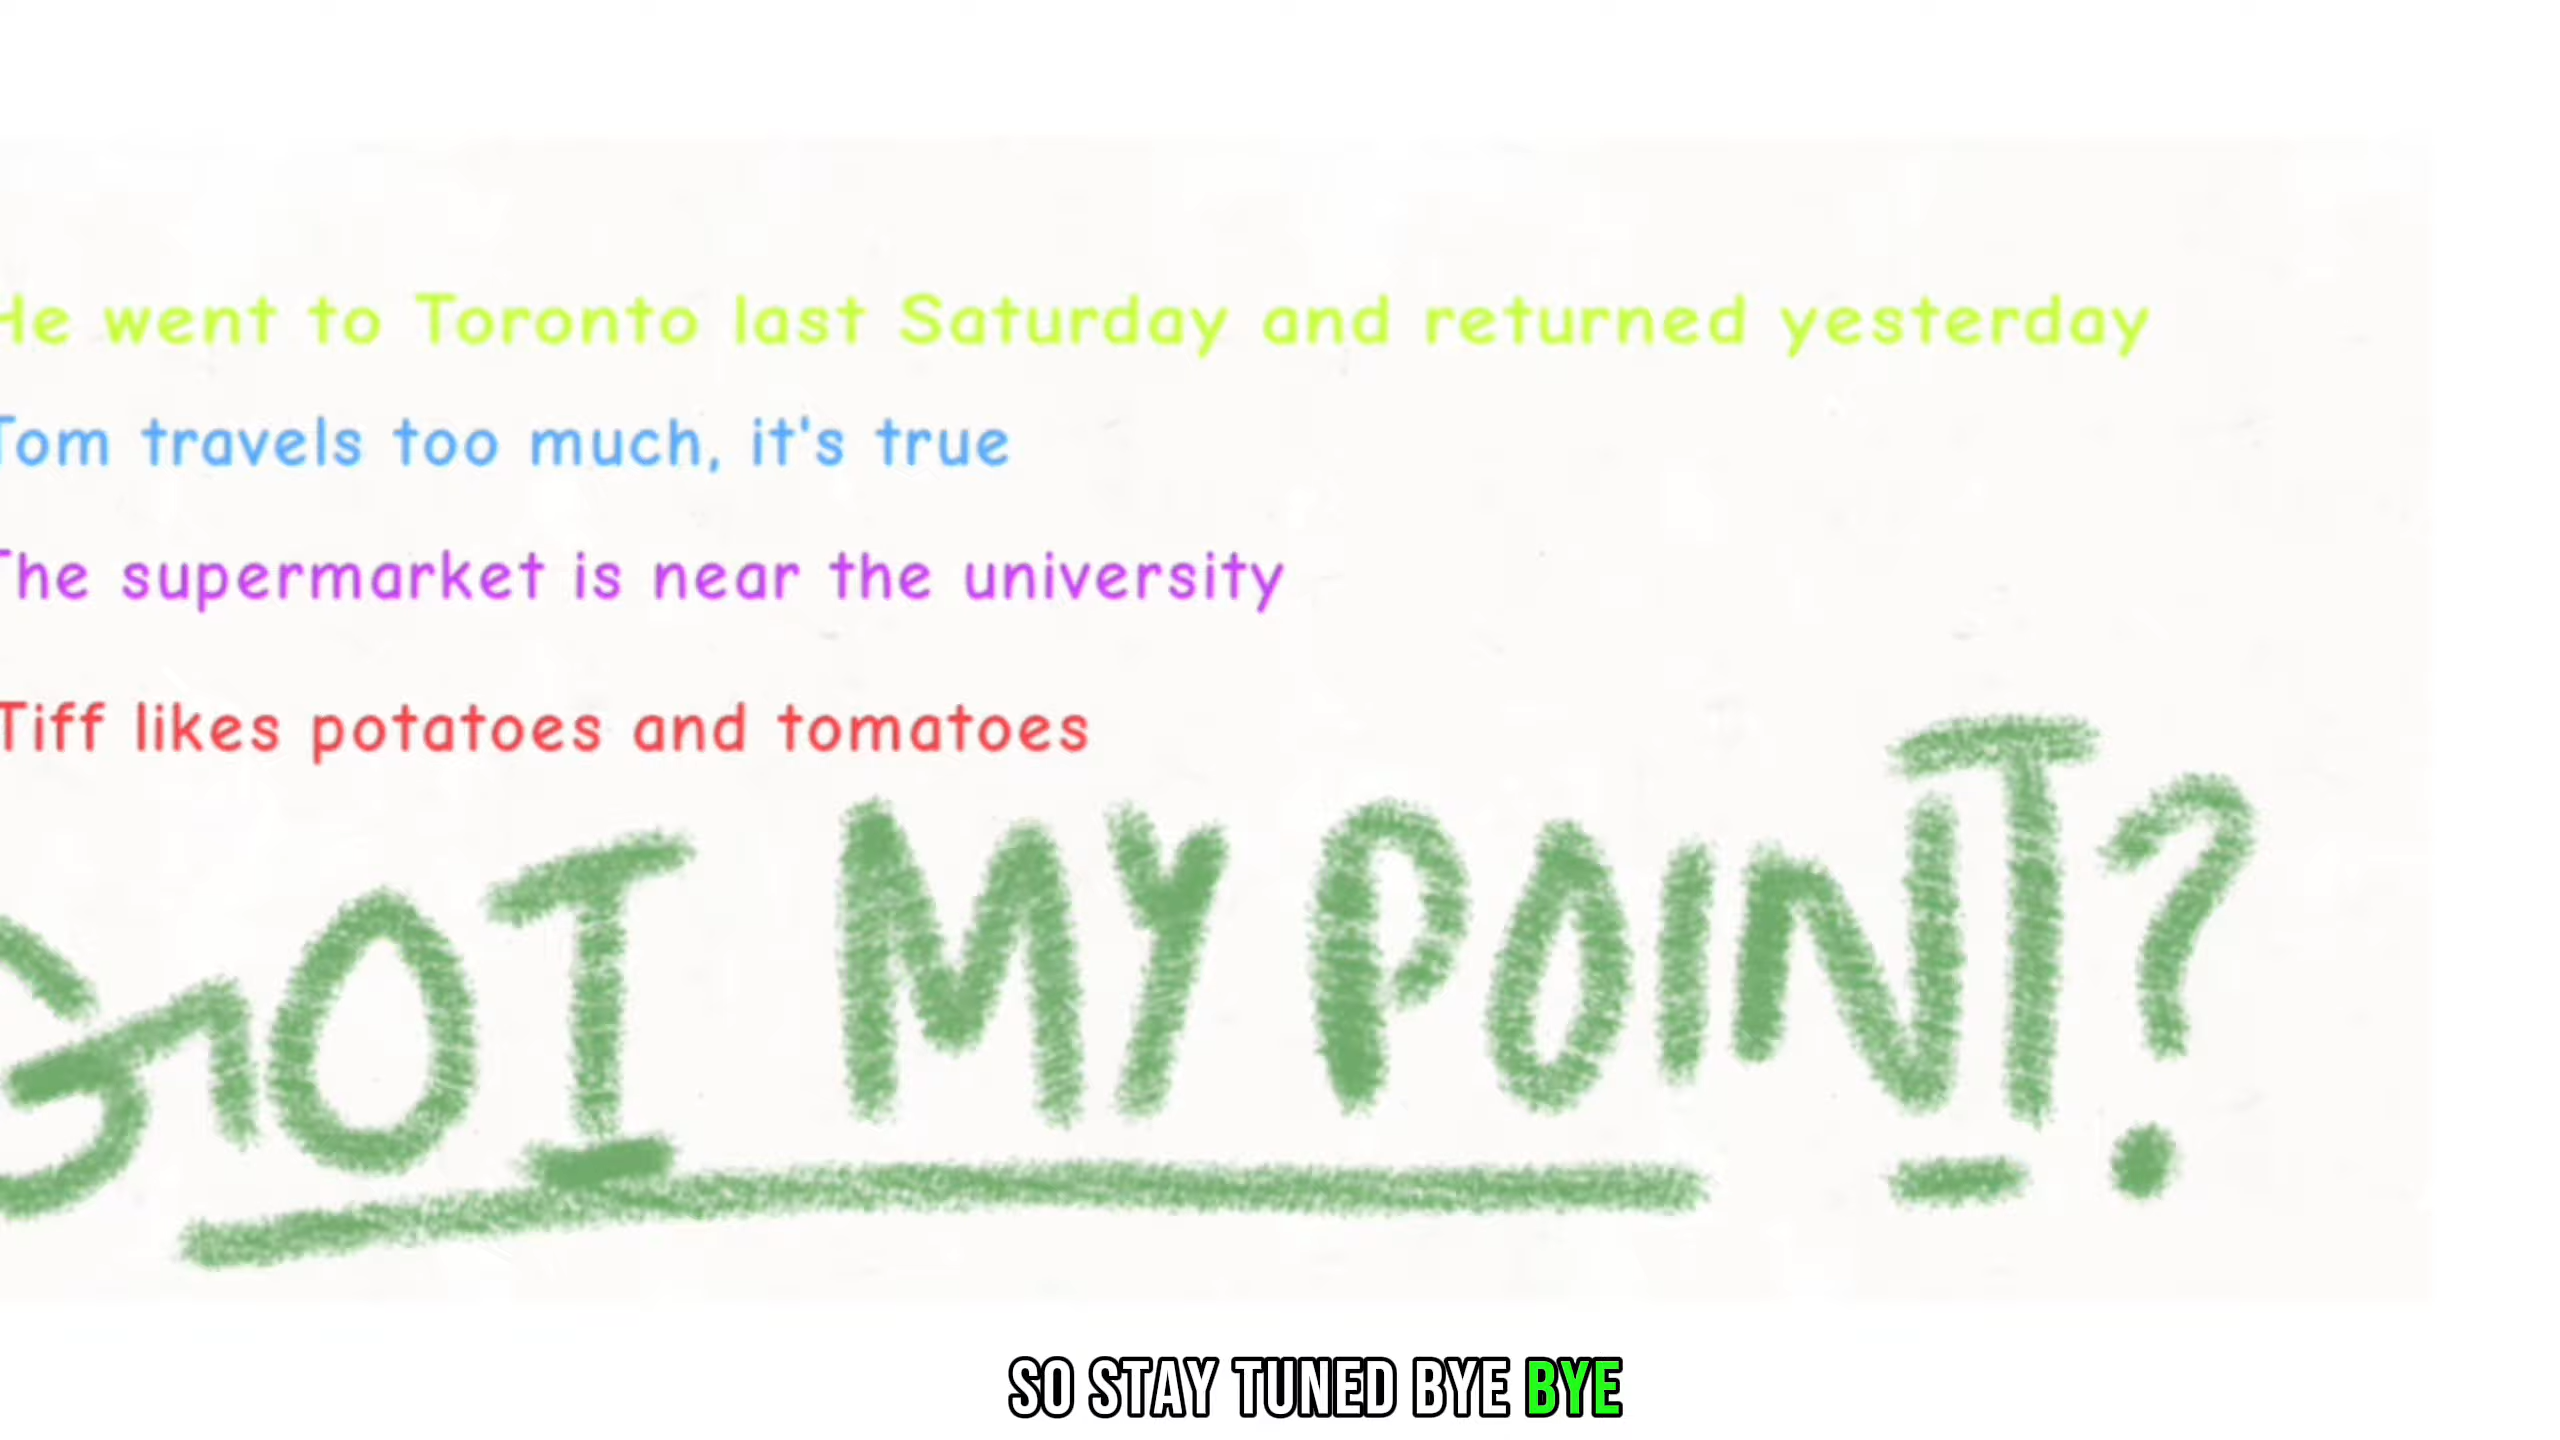 He went to Toronto last Saturday and returned yesterday
Tom travels too much, it's true
The supermarket is near the university
Tiff likes potatoes and tomatoes
GOT MY POINT?
SO STAY TUNED BYE BYE